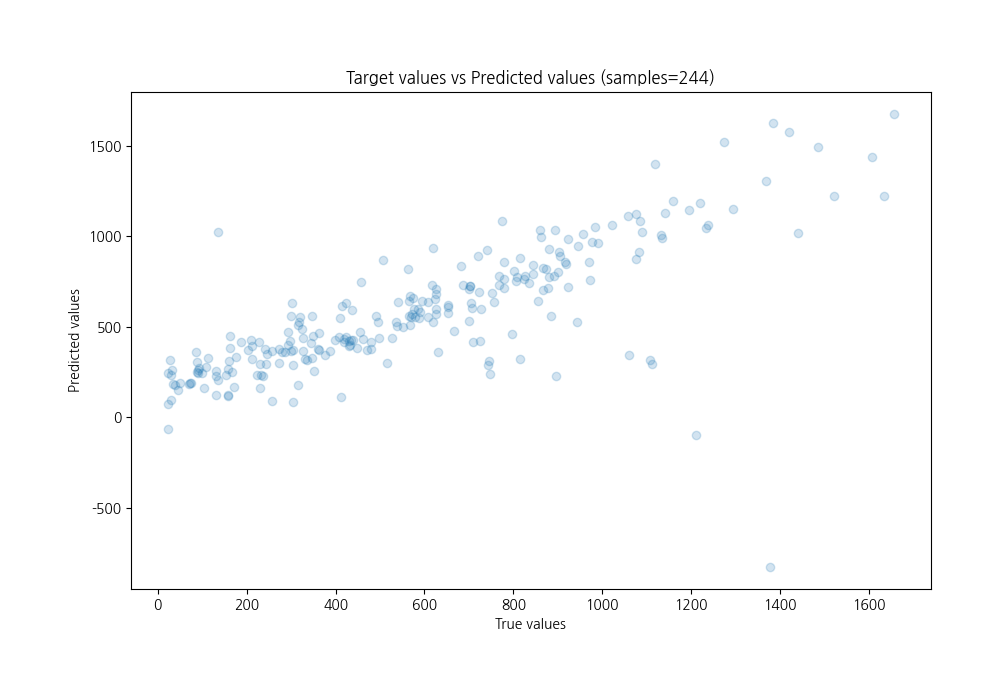 Target values vs Predicted values (samples=244)
Predicted values
1500
1000
500
0
-500
0 200 400 600 800 1000 1200 1400 1600
True values